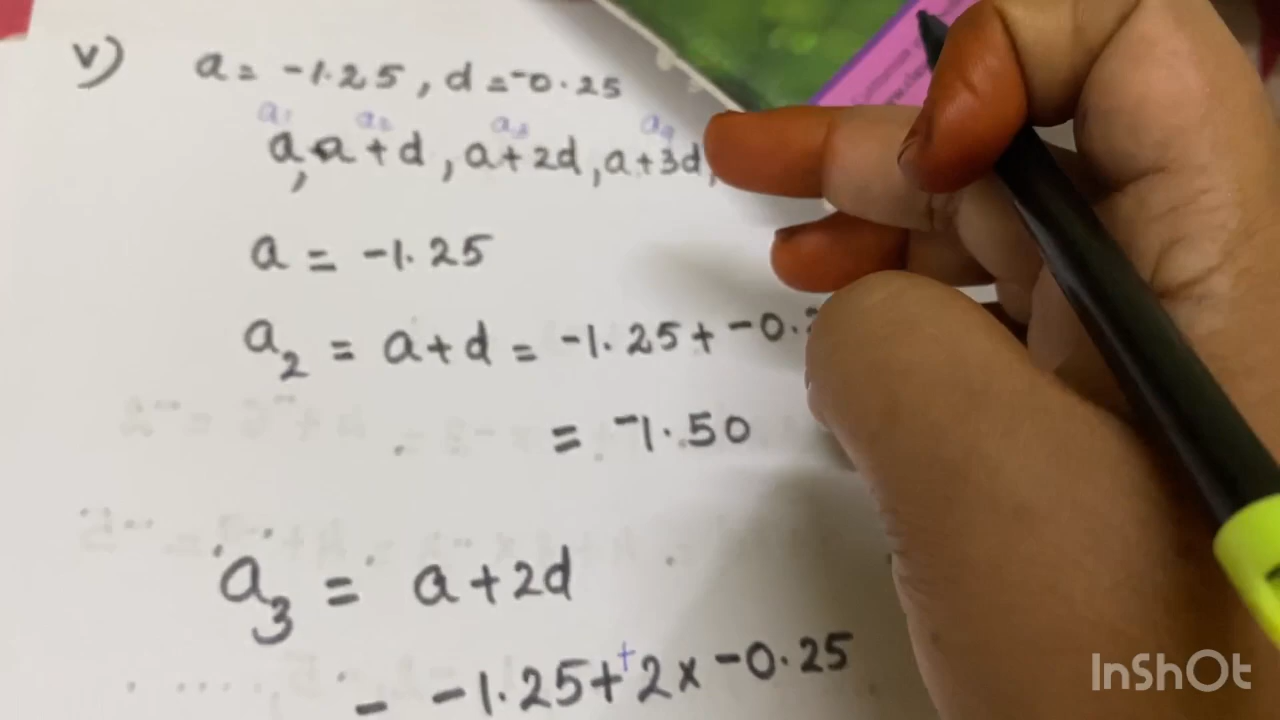 v) a = -1.25, d = -0.25
a1 a2 a3 a4
a, a+d, a+2d, a+3d,
a = -1.25
a2 = a+d = -1.25+ -0.
= -1.50
a3 = a+2d
= -1.25++2x -0.25
InShOt